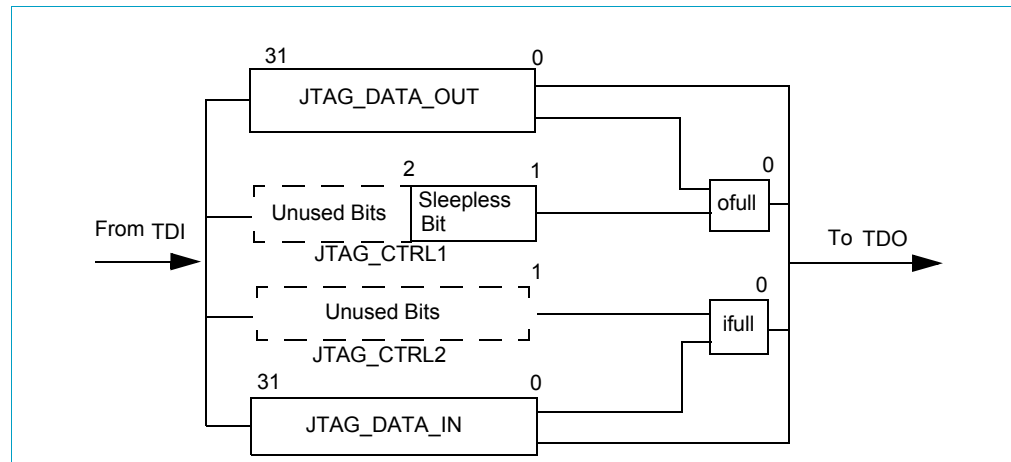 31 0
JTAG_DATA_OUT
2 1 0
Unused Bits Sleepless
Bit ofull
JTAG_CTRL1
From TDI To TDO
1 0
Unused Bits ifull
JTAG_CTRL2
31 0
JTAG_DATA_IN